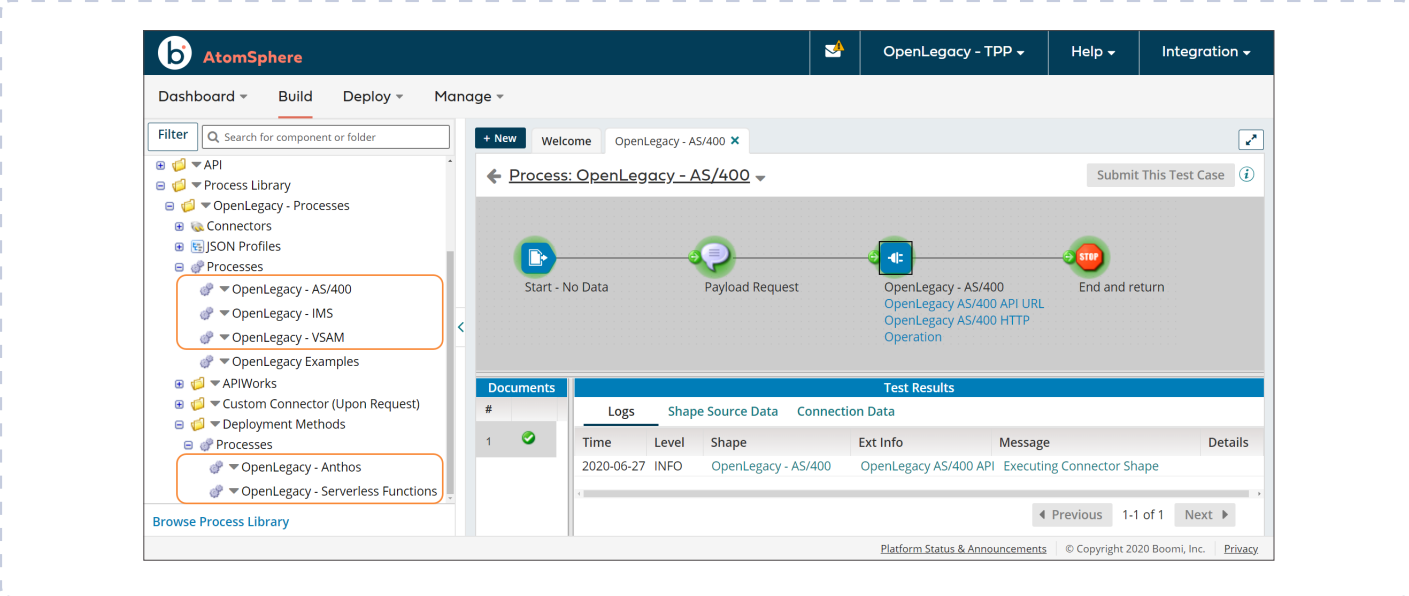 b AtomSphere
OpenLegacy - TPP
Help
Integration
Dashboard
Build
Deploy
Manage
Filter
Search for component or folder
API
Process Library
OpenLegacy - Processes
Connectors
JSON Profiles
Processes
OpenLegacy - AS/400
OpenLegacy - IMS
OpenLegacy - VSAM
OpenLegacy Examples
APIWorks
Custom Connector (Upon Request)
Deployment Methods
Processes
OpenLegacy - Anthos
OpenLegacy - Serverless Functions
Browse Process Library
+ New
Welcome
OpenLegacy - AS/400
Process: OpenLegacy - AS/400
Submit This Test Case
i
Start - No Data
Payload Request
OpenLegacy - AS/400
OpenLegacy AS/400 API URL
OpenLegacy AS/400 HTTP
Operation
STOP
End and return
Documents
#
1
Test Results
Logs
Shape Source Data
Connection Data
Time Level Shape Ext Info Message Details
2020-06-27 INFO OpenLegacy - AS/400 OpenLegacy AS/400 API Executing Connector Shape
Previous 1-1 of 1 Next
Platform Status & Announcements
© Copyright 2020 Boomi, Inc.
Privacy